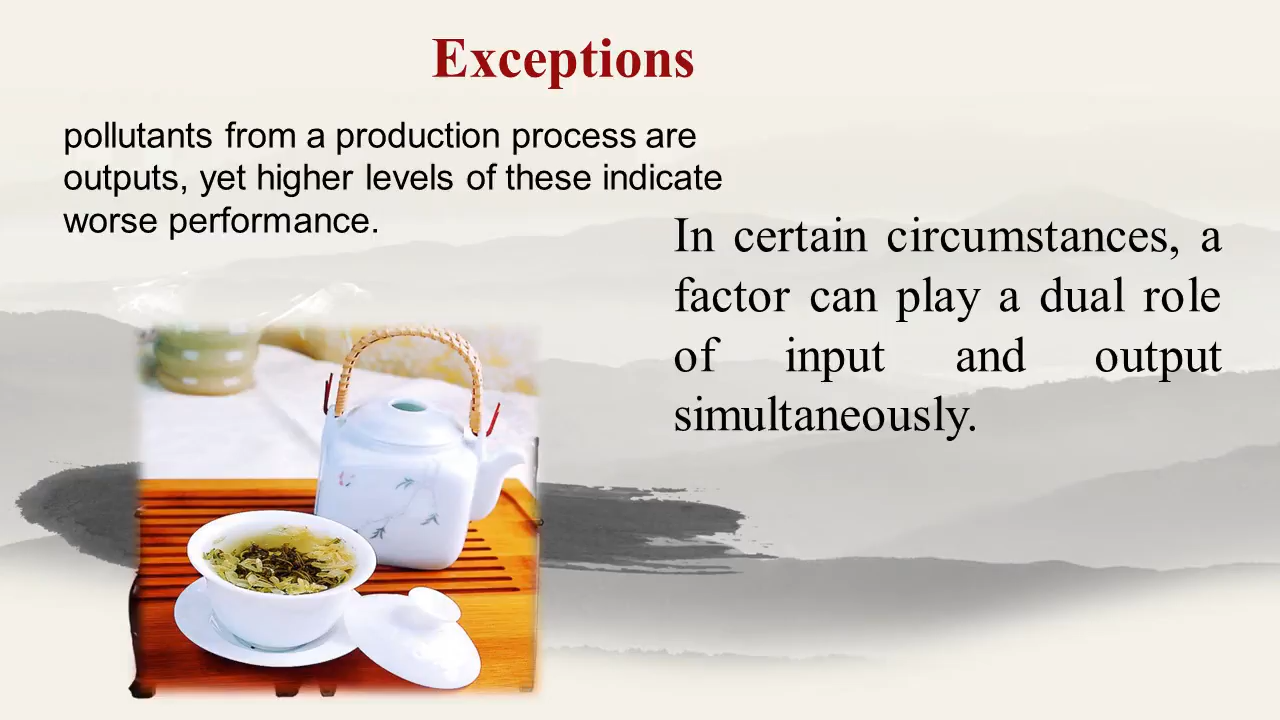 Exceptions
pollutants from a production process are
outputs, yet higher levels of these indicate
worse performance.
In certain circumstances, a
factor can play a dual role
of input and output
simultaneously.